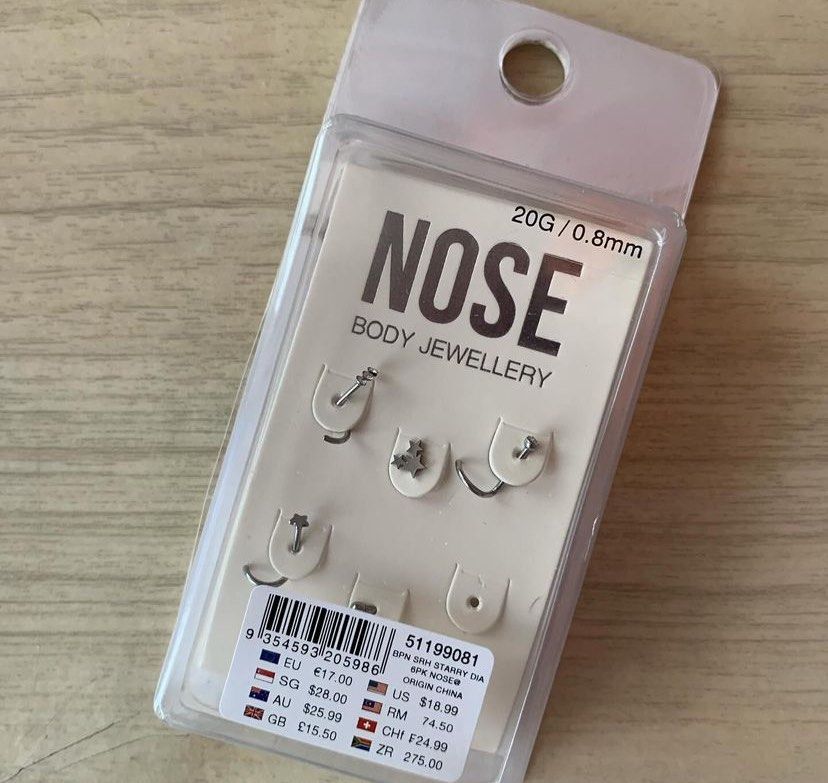 20G / 0.8mm
NOSE
BODY JEWELLERY
9 354593 205986
51199081
BPN SRH STARRY DIA
6PK NOSE@
ORIGIN CHINA
EU €17.00
SG $28.00
AU $25.99
GB £15.50
US $18.99
RM 74.50
CHf ₣24.99
ZR 275.00